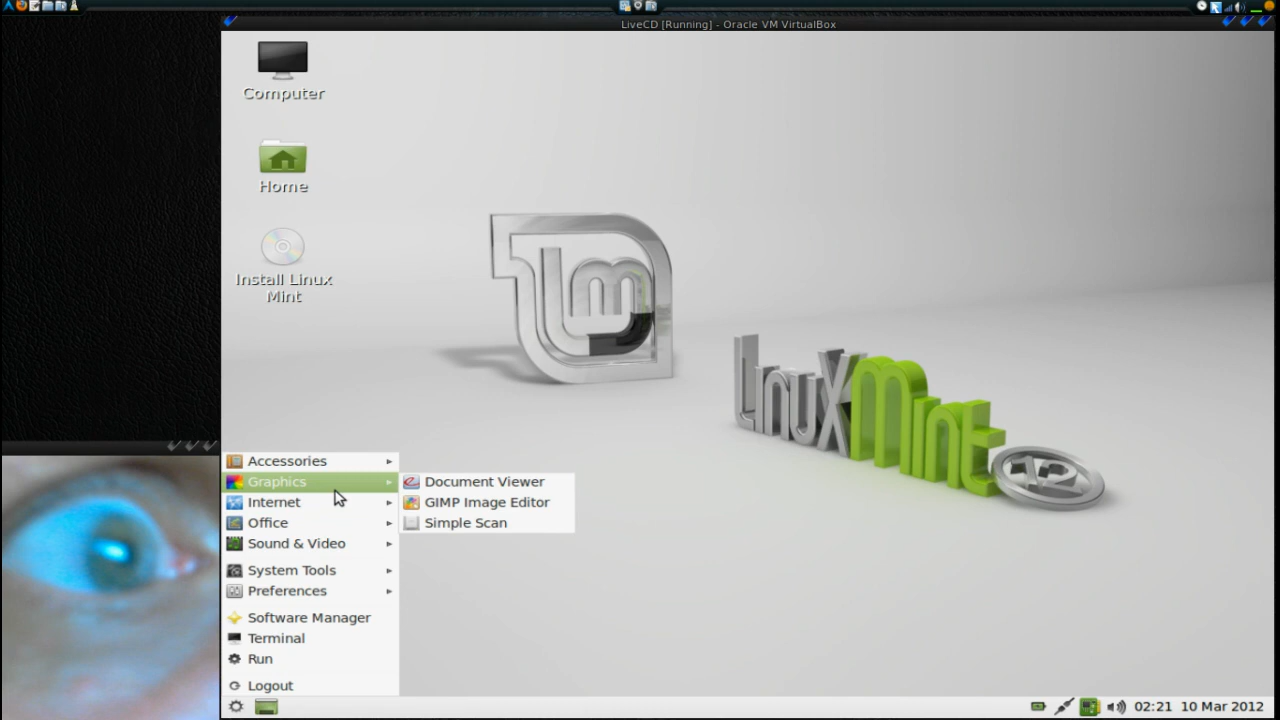 LiveCD [Running] - Oracle VM VirtualBox
Computer
Home
Install Linux
Mint
LinuxMint
12
Accessories
Graphics
Internet
Office
Sound & Video
System Tools
Preferences
Software Manager
Terminal
Run
Logout
Document Viewer
GIMP Image Editor
Simple Scan
02:21 10 Mar 2012